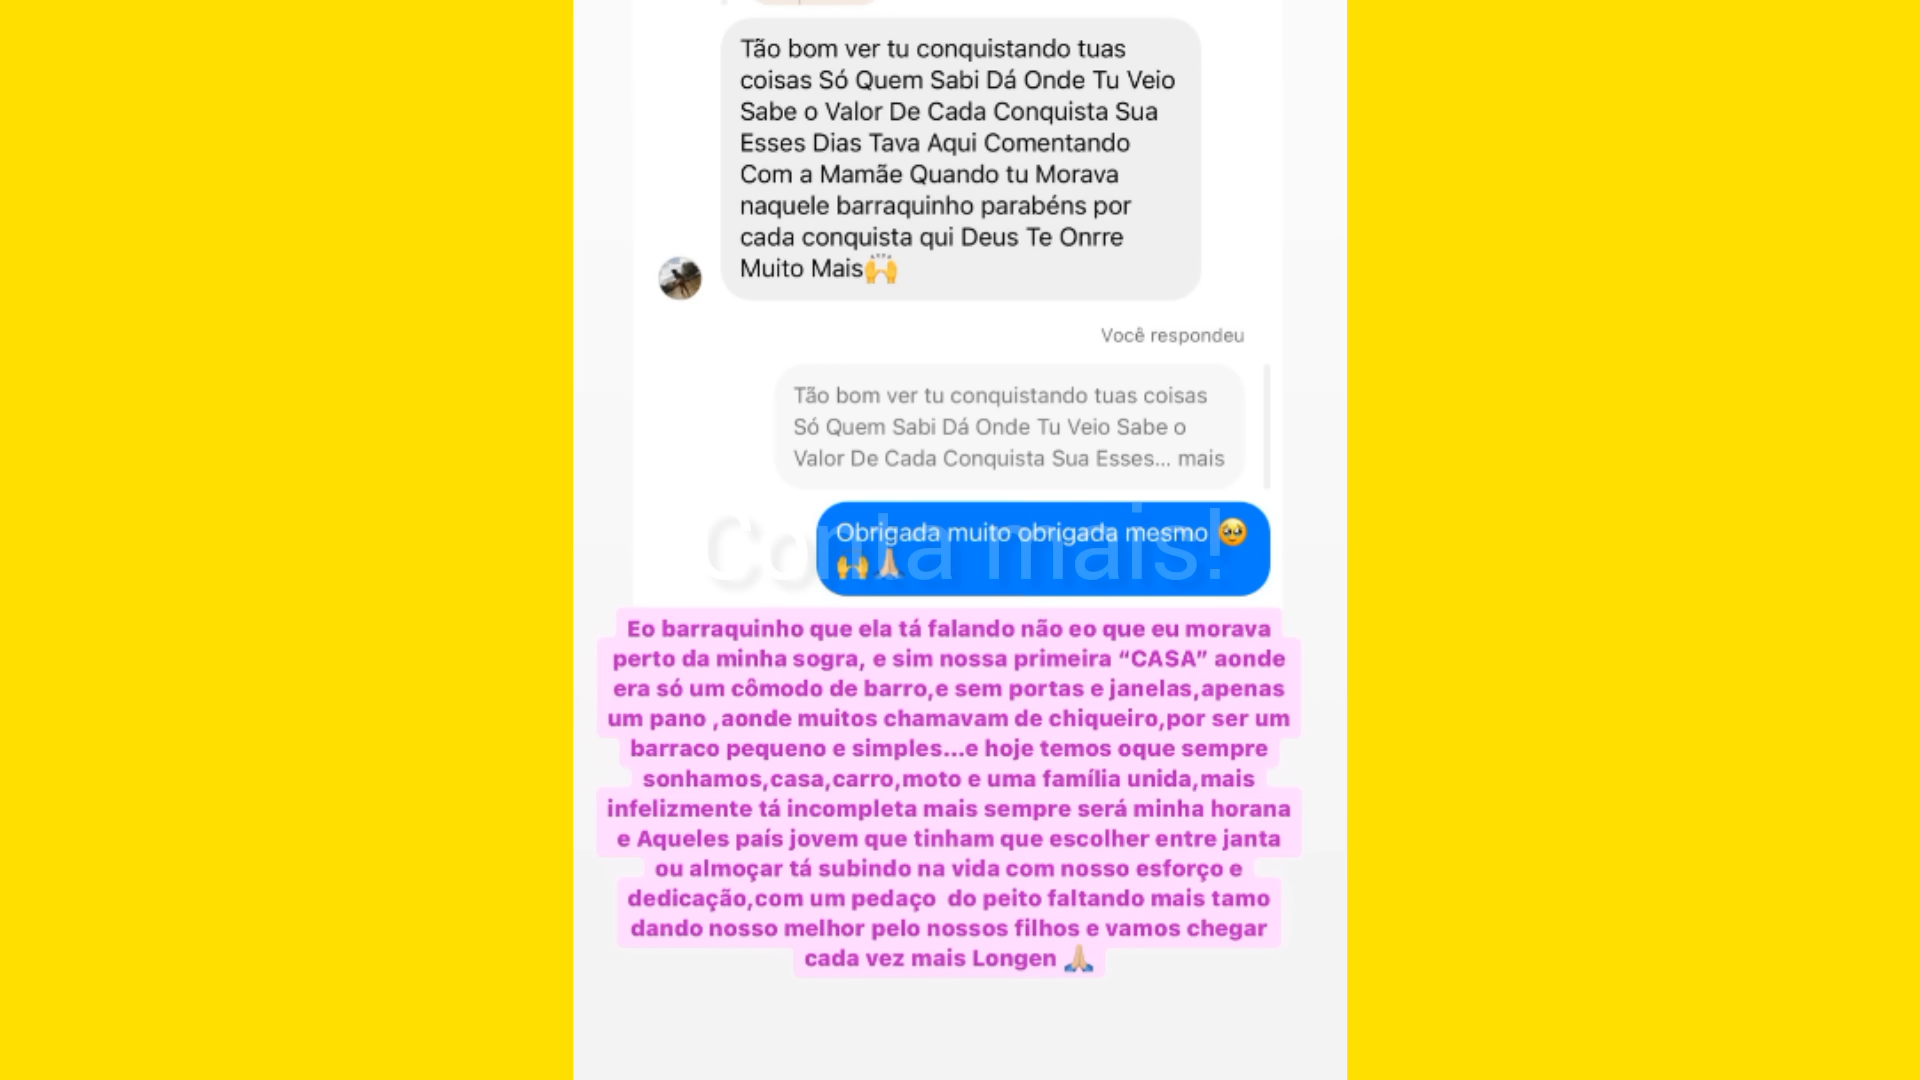 Tão bom ver tu conquistando tuas
coisas Só Quem Sabi Dá Onde Tu Veio
Sabe o Valor De Cada Conquista Sua
Esses Dias Tava Aqui Comentando
Com a Mamãe Quando tu Morava
naquele barraquinho parabéns por
cada conquista qui Deus Te Onrre
Muito Mais🙌
Você respondeu
Tão bom ver tu conquistando tuas coisas
Só Quem Sabi Dá Onde Tu Veio Sabe o
Valor De Cada Conquista Sua Esses... mais
Obrigada muito obrigada mesmo 🥹
🙌🙏🏼
Conta mais!
Eo barraquinho que ela tá falando não eo que eu morava
perto da minha sogra, e sim nossa primeira “CASA” aonde
era só um cômodo de barro,e sem portas e janelas,apenas
um pano ,aonde muitos chamavam de chiqueiro,por ser um
barraco pequeno e simples...e hoje temos oque sempre
sonhamos,casa,carro,moto e uma família unida,mais
infelizmente tá incompleta mais sempre será minha horana
e Aqueles país jovem que tinham que escolher entre janta
ou almoçar tá subindo na vida com nosso esforço e
dedicação,com um pedaço  do peito faltando mais tamo
dando nosso melhor pelo nossos filhos e vamos chegar
cada vez mais Longen 🙏🏼